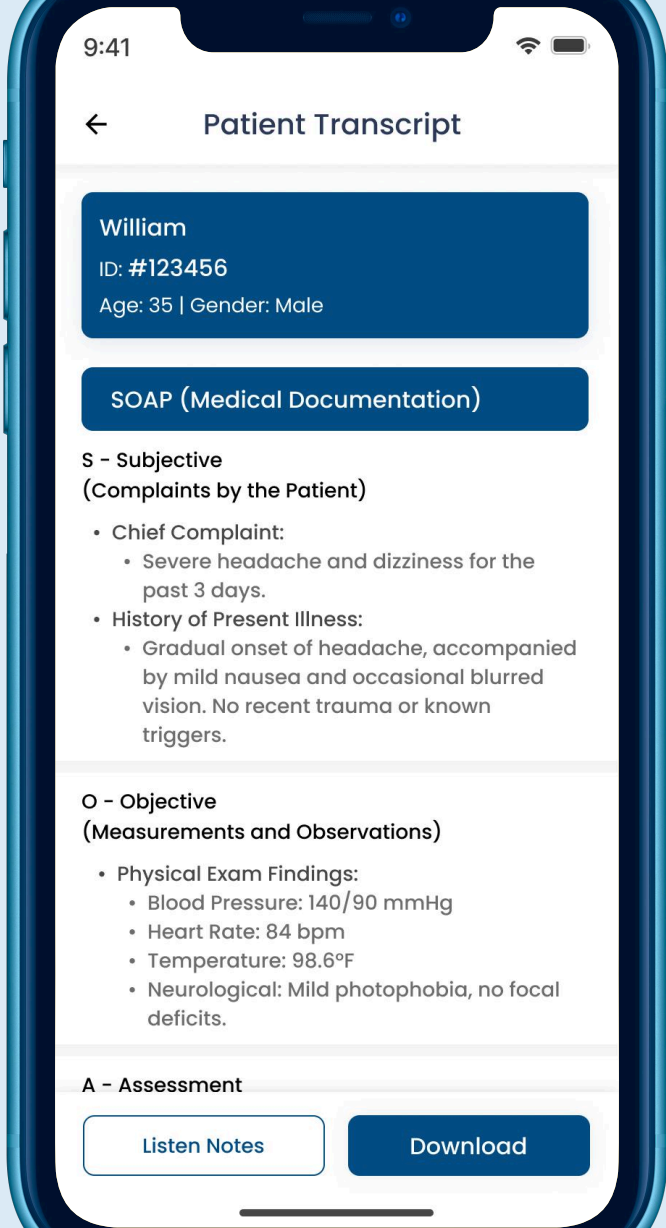 9:41
Patient Transcript
William
ID: #123456
Age: 35 | Gender: Male
SOAP (Medical Documentation)
S - Subjective
(Complaints by the Patient)
• Chief Complaint:
• Severe headache and dizziness for the
past 3 days.
• History of Present Illness:
• Gradual onset of headache, accompanied
by mild nausea and occasional blurred
vision. No recent trauma or known
triggers.
O - Objective
(Measurements and Observations)
• Physical Exam Findings:
• Blood Pressure: 140/90 mmHg
• Heart Rate: 84 bpm
• Temperature: 98.6°F
• Neurological: Mild photophobia, no focal
deficits.
A - Assessment
Listen Notes
Download